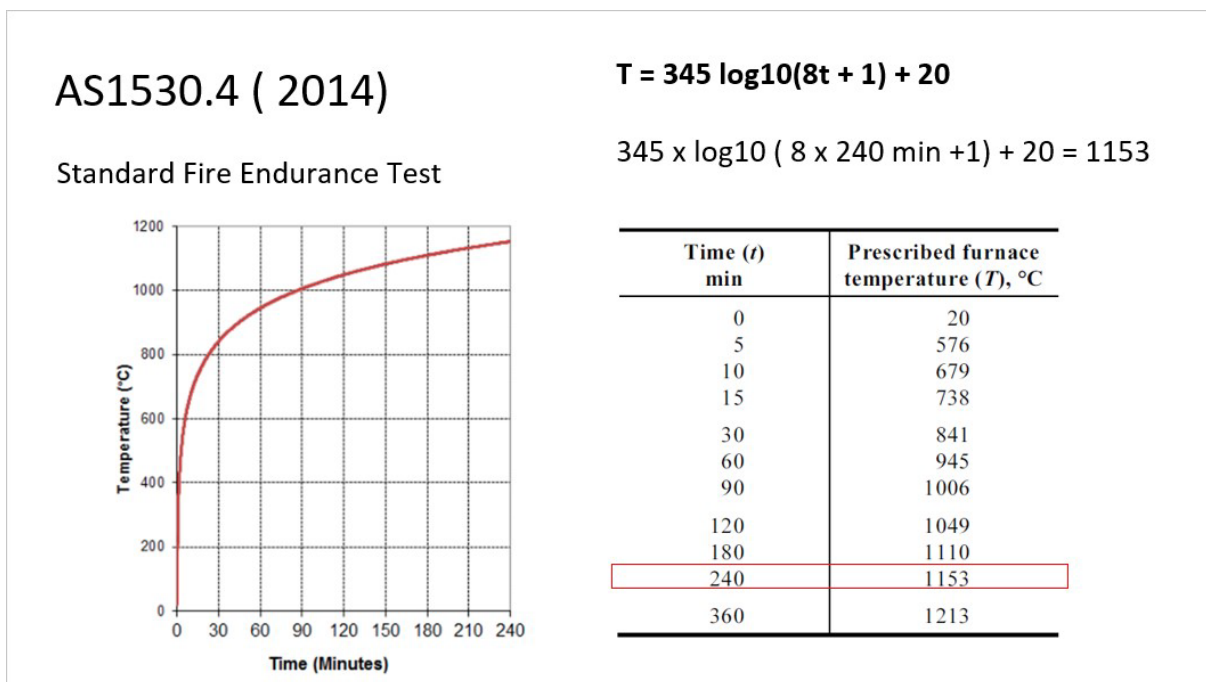 AS1530.4 ( 2014)
Standard Fire Endurance Test
T = 345 log10(8t + 1) + 20
345 x log10 ( 8 x 240 min +1) + 20 = 1153
1200
1000
800
600
400
200
0
Temperature (°C)
0 30 60 90 120 150 180 210 240
Time (Minutes)
Time (t) Prescribed furnace
min temperature (T), °C
0 20
5 576
10 679
15 738
30 841
60 945
90 1006
120 1049
180 1110
240 1153
360 1213